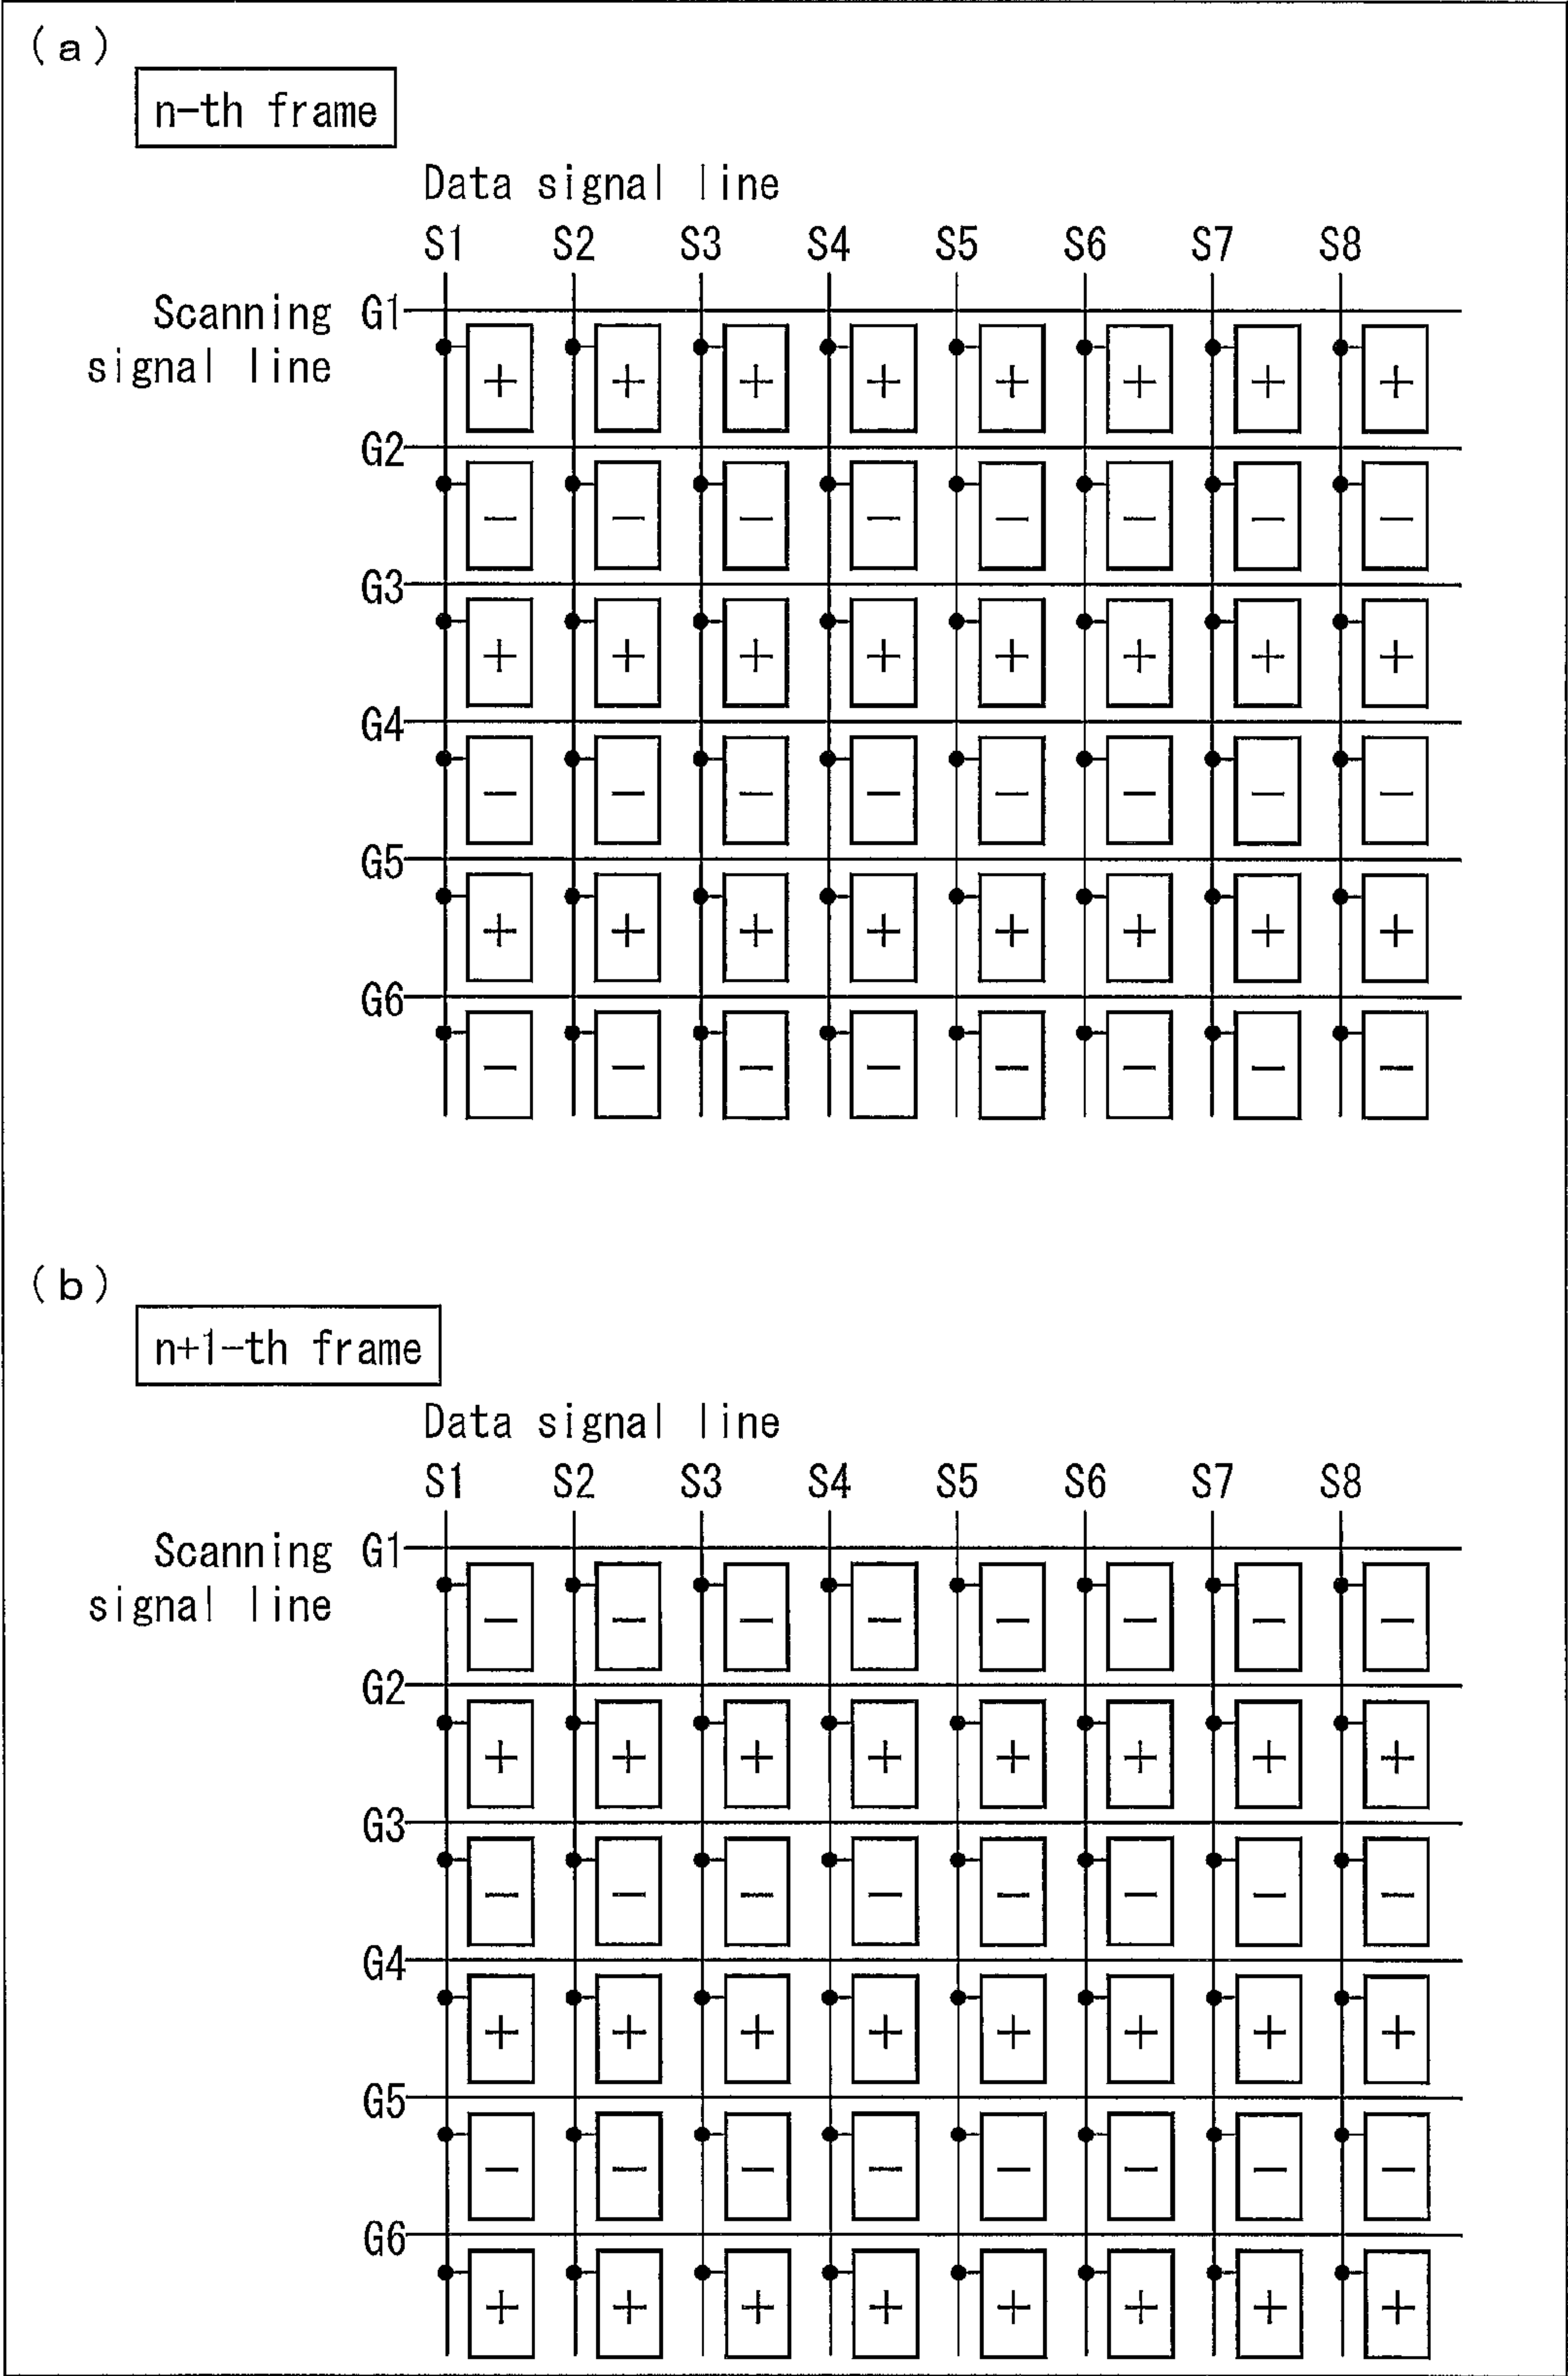 (a)
n-th frame
Data signal line
S1 S2 S3 S4 S5 S6 S7 S8
Scanning G1
signal line
+ + + + + + + +
G2
− − − − − − − −
G3
+ + + + + + + +
G4
− − − − − − − −
G5
+ + + + + + + +
G6
− − − − − − − −
(b)
n+1-th frame
Data signal line
S1 S2 S3 S4 S5 S6 S7 S8
Scanning G1
signal line
− − − − − − − −
G2
+ + + + + + + +
G3
− − − − − − − −
G4
+ + + + + + + +
G5
− − − − − − − −
G6
+ + + + + + + +